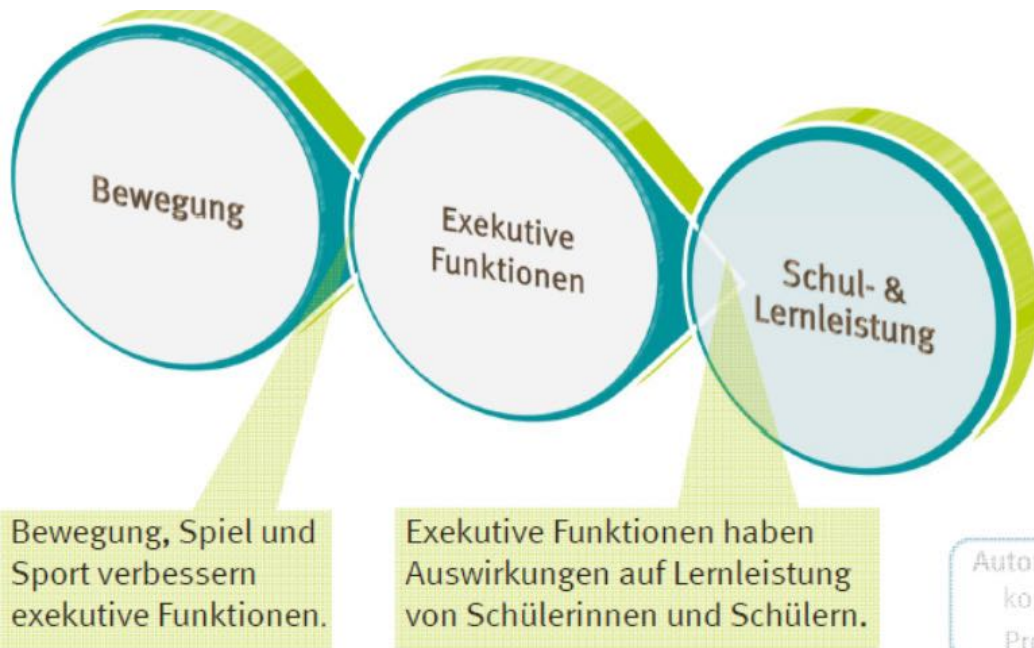 Bewegung
Exekutive
Funktionen
Schul- &
Lernleistung
Bewegung, Spiel und
Sport verbessern
exekutive Funktionen.
Exekutive Funktionen haben
Auswirkungen auf Lernleistung
von Schülerinnen und Schülern.